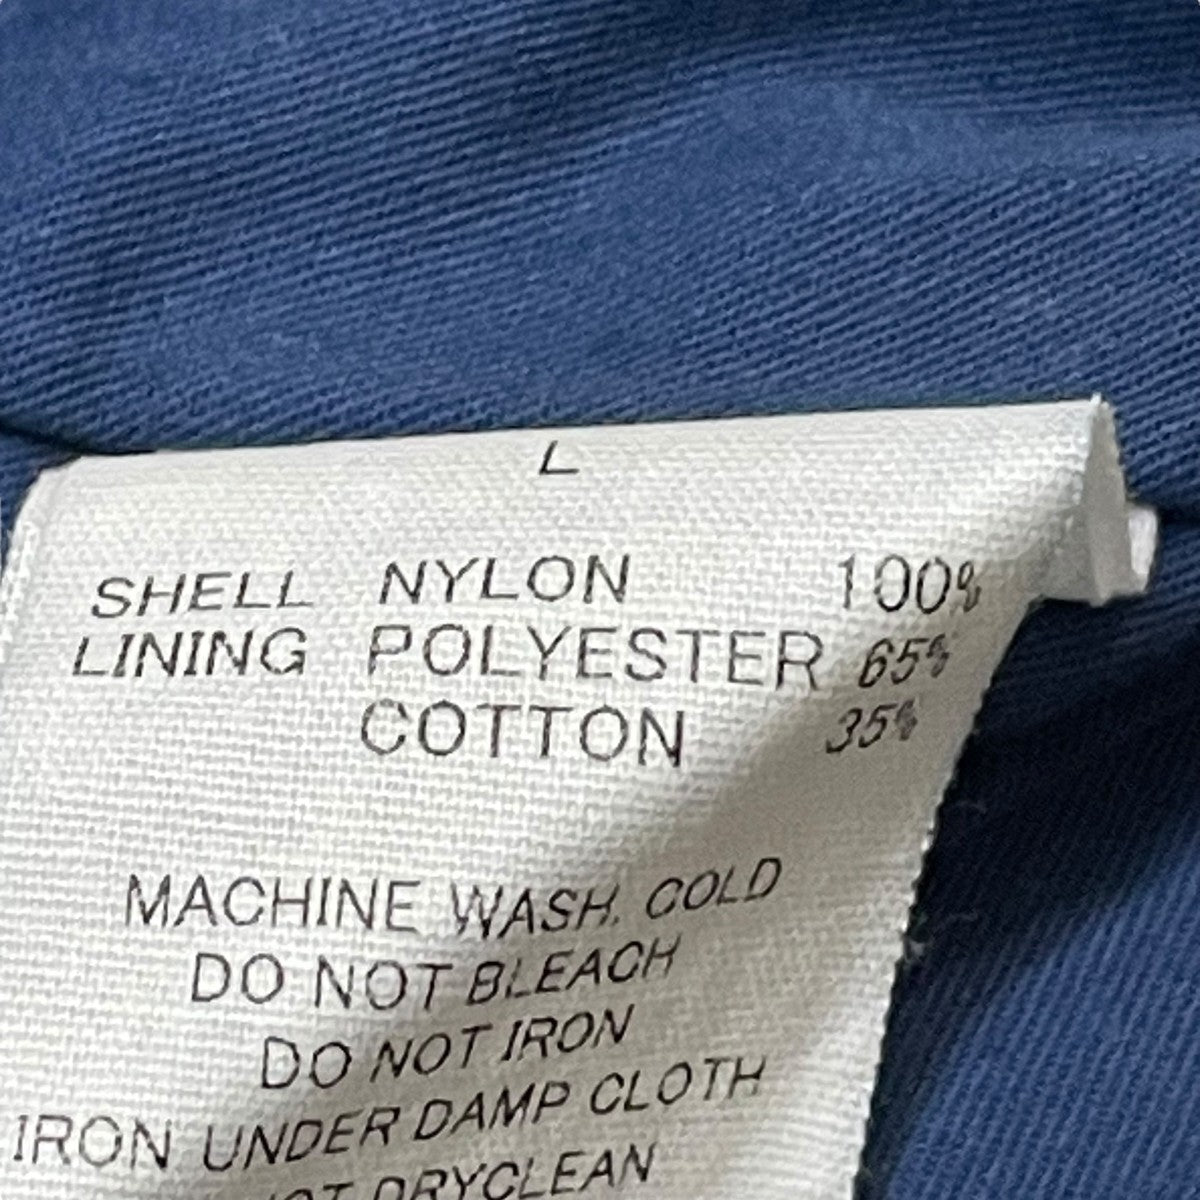 L
SHELL NYLON 100%
LINING POLYESTER 65%
COTTON 35%
MACHINE WASH. COLD
DO NOT BLEACH
DO NOT IRON
IRON UNDER DAMP CLOTH
DRYCLEAN